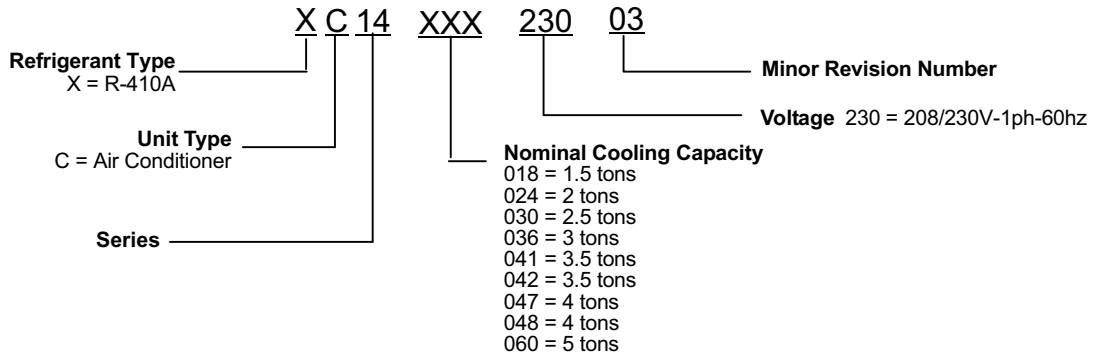 X C 14 XXX 230 03
Refrigerant Type
X = R-410A
Minor Revision Number
Voltage 230 = 208/230V-1ph-60hz
Unit Type
C = Air Conditioner
Nominal Cooling Capacity
018 = 1.5 tons
024 = 2 tons
030 = 2.5 tons
036 = 3 tons
041 = 3.5 tons
042 = 3.5 tons
047 = 4 tons
048 = 4 tons
060 = 5 tons
Series